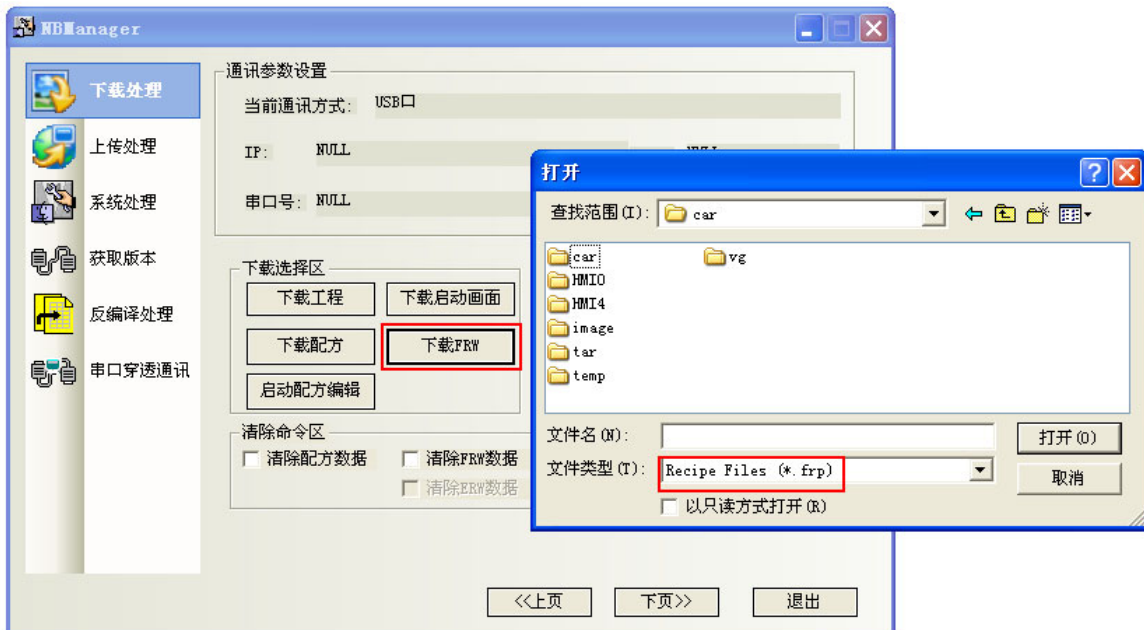 NBManager
下载处理
上传处理
系统处理
获取版本
反编译处理
串口穿透通讯
通讯参数设置
当前通讯方式: USB口
IP: NULL
串口号: NULL
下载选择区
下载工程 下载启动画面
下载配方 下载FRW
启动配方编辑
清除命令区
清除配方数据 清除FRW数据
清除ERW数据
<<上页 下页>> 退出
打开
查找范围(I): car
car vg
HMI0
HMI4
image
tar
temp
文件名(N): 打开(O)
文件类型(T): Recipe Files (*.frp) 取消
以只读方式打开(R)